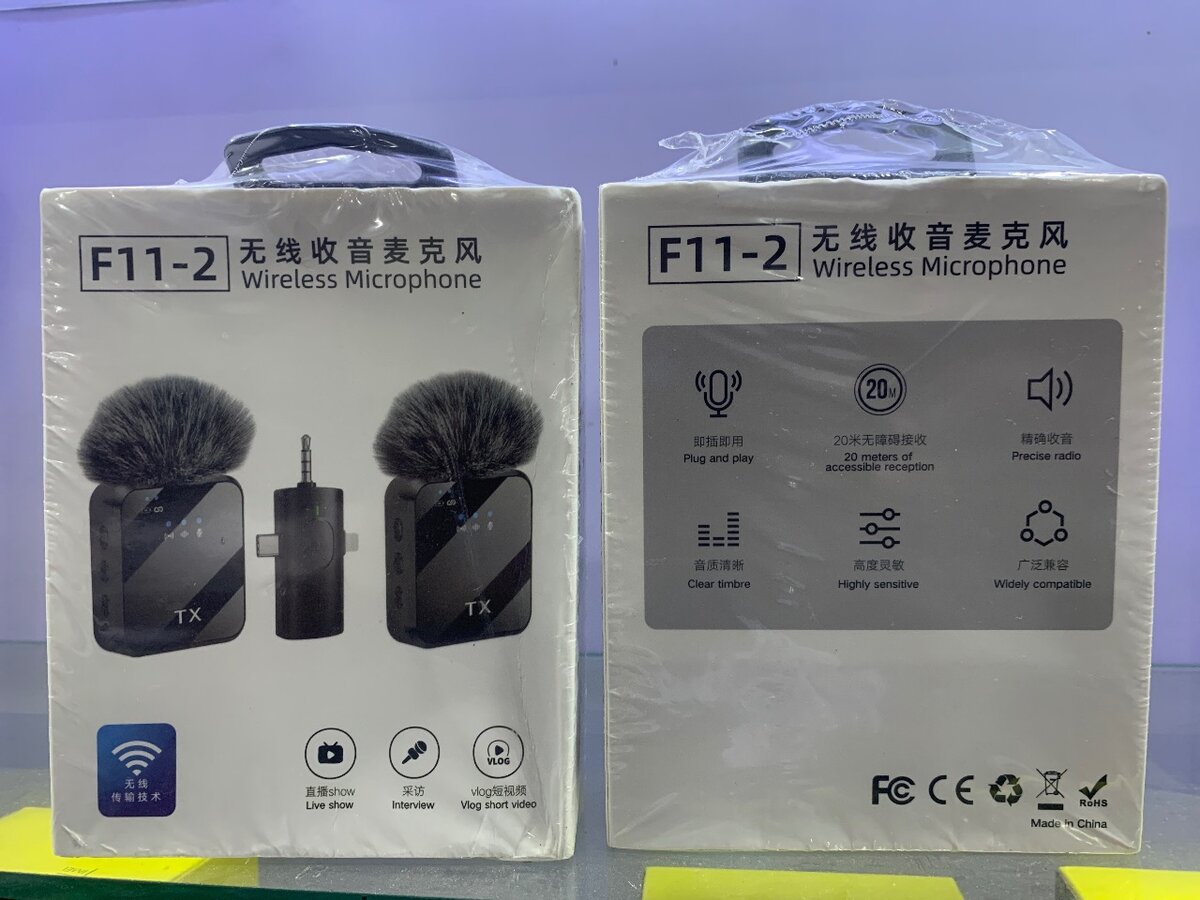 F11-2
无线收音麦克风
Wireless Microphone
TX
TX
无线
传输技术
直播show
Live show
采访
Interview
VLOG
vlog短视频
Vlog short video
F11-2
无线收音麦克风
Wireless Microphone
即插即用
Plug and play
20M
20米无障碍接收
20 meters of
accessible reception
精确收音
Precise radio
音质清晰
Clear timbre
高度灵敏
Highly sensitive
广泛兼容
Widely compatible
FC CE
RoHS
Made in China